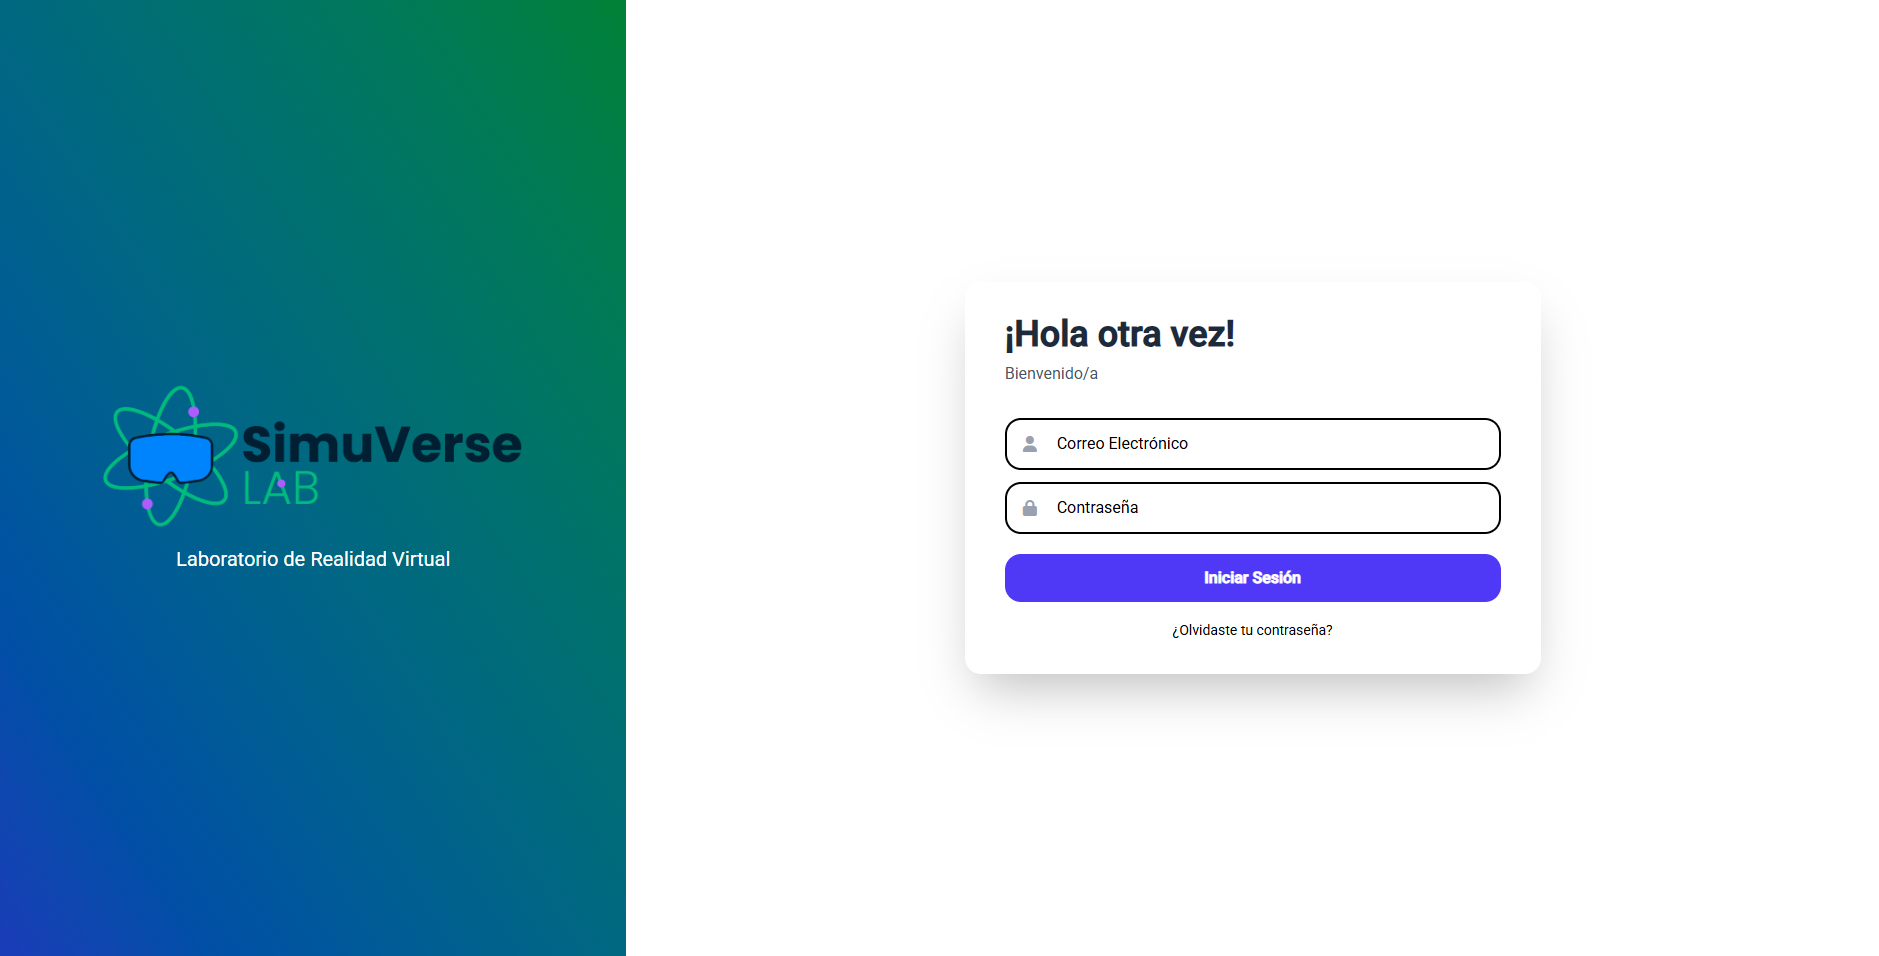 SimuVerse
LAB
Laboratorio de Realidad Virtual
¡Hola otra vez!
Bienvenido/a
Correo Electrónico
Contraseña
Iniciar Sesión
¿Olvidaste tu contraseña?